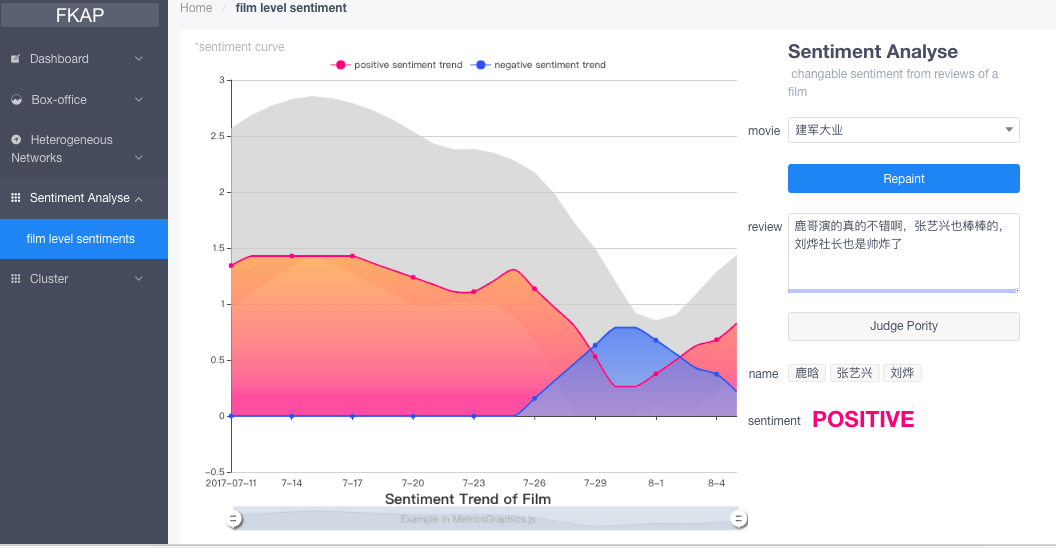 FKAP
Dashboard
Box-office
Heterogeneous
Networks
Sentiment Analyse
film level sentiments
Cluster
Home / film level sentiment
*sentiment curve
positive sentiment trend
negative sentiment trend
3
2.5
2
1.5
1
0.5
0
-0.5
2017-07-11
7-14
7-17
7-20
7-23
7-26
7-29
8-1
8-4
Sentiment Trend of Film
Example in MetricsGraphics.js
Sentiment Analyse
changable sentiment from reviews of a
film
movie
建军大业
Repaint
review
鹿哥演的真的不错啊，张艺兴也棒棒的，
刘烨社长也是帅炸了
Judge Pority
name
鹿晗
张艺兴
刘烨
sentiment
POSITIVE